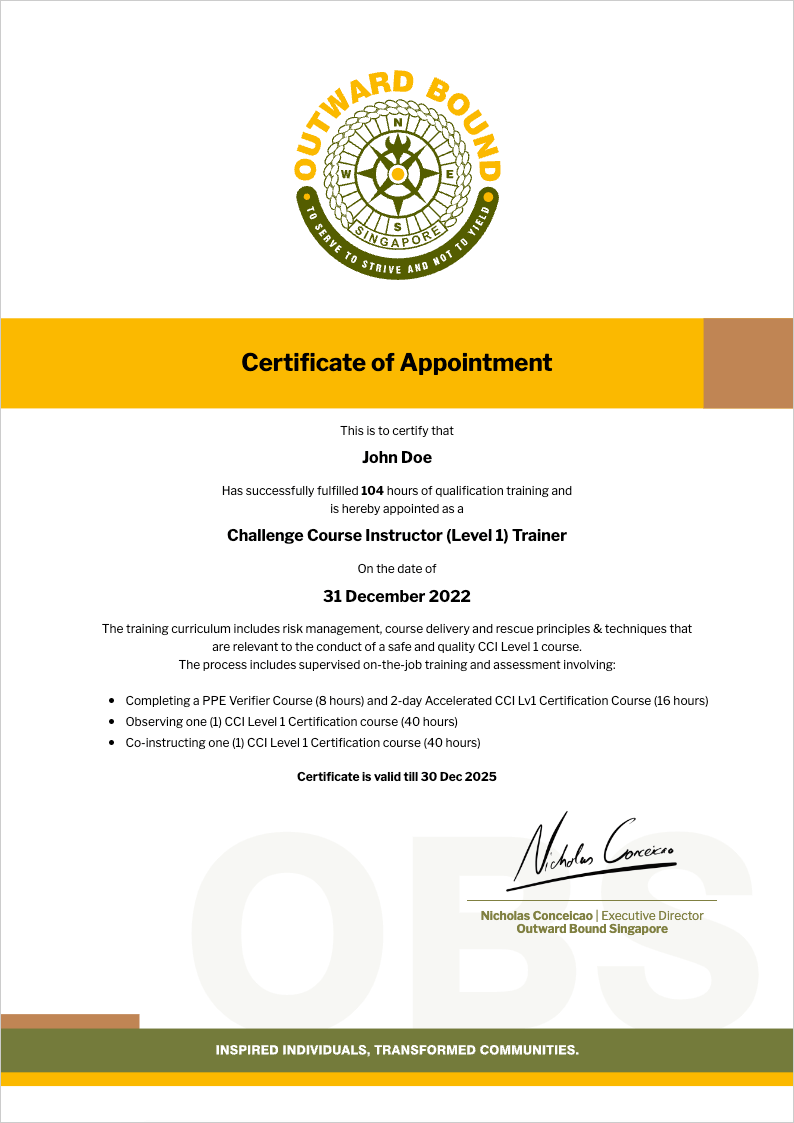 OUTWARD BOUND
N
W E
S
SINGAPORE
TO SERVE TO STRIVE AND NOT TO YIELD
Certificate of Appointment
This is to certify that
John Doe
Has successfully fulfilled 104 hours of qualification training and
is hereby appointed as a
Challenge Course Instructor (Level 1) Trainer
On the date of
31 December 2022
The training curriculum includes risk management, course delivery and rescue principles & techniques that
are relevant to the conduct of a safe and quality CCI Level 1 course.
The process includes supervised on-the-job training and assessment involving:
• Completing a PPE Verifier Course (8 hours) and 2-day Accelerated CCI Lv1 Certification Course (16 hours)
• Observing one (1) CCI Level 1 Certification course (40 hours)
• Co-instructing one (1) CCI Level 1 Certification course (40 hours)
Certificate is valid till 30 Dec 2025
OBS
Nicholas Conceicao
Nicholas Conceicao | Executive Director
Outward Bound Singapore
INSPIRED INDIVIDUALS, TRANSFORMED COMMUNITIES.